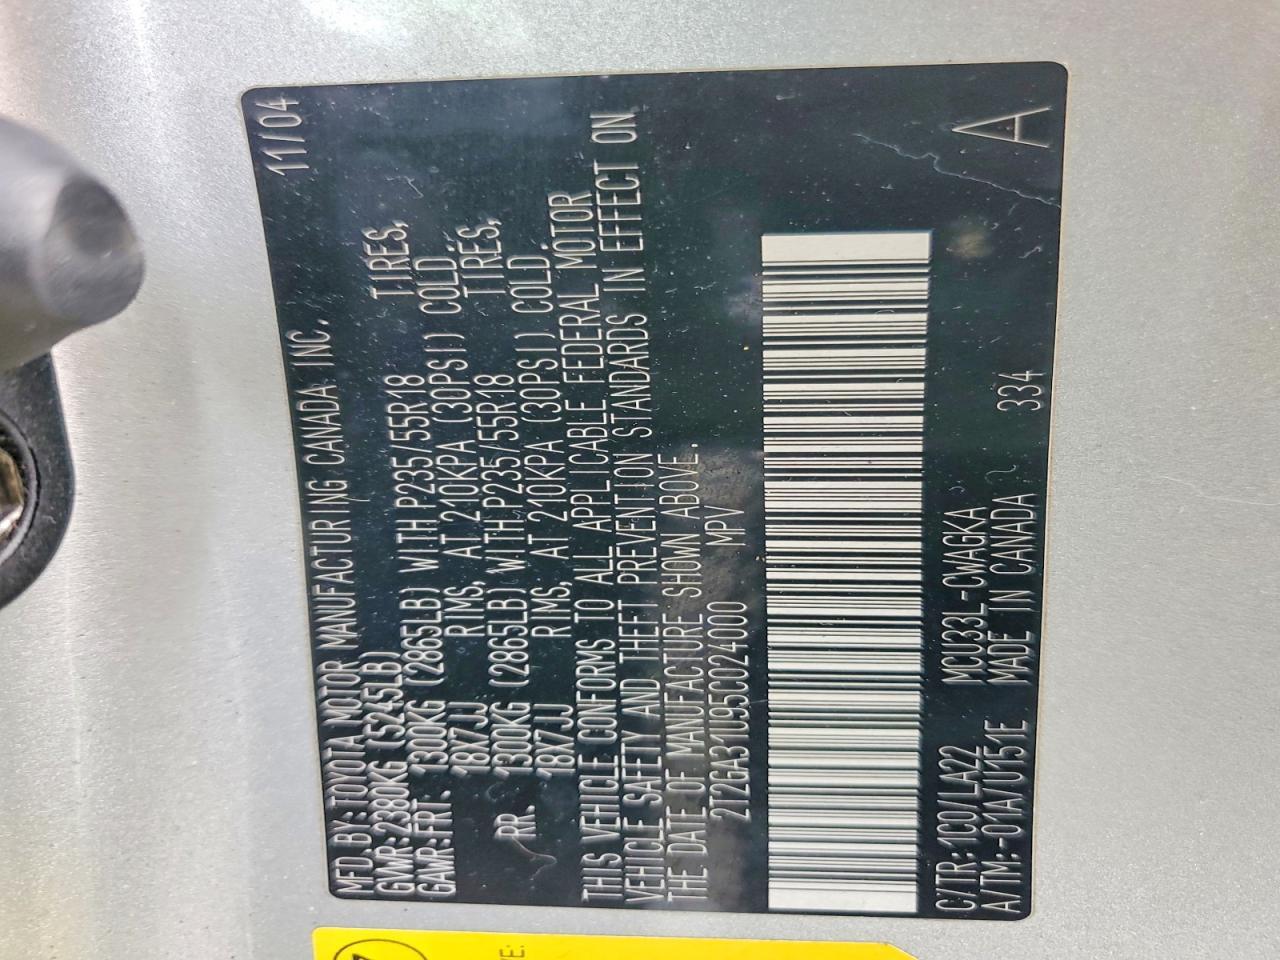 MFD. BY: TOYOTA MOTOR MANUFACTURING CANADA INC. 11/04
GVWR: 2380KG (5245LB)
GAWR: FRT. 1300KG (2865LB) WITH P235/55R18 TIRES,
18X7JJ RIMS, AT 210KPA (30PSI) COLD.
RR. 1300KG (2865LB) WITH P235/55R18 TIRES,
18X7JJ RIMS, AT 210KPA (30PSI) COLD.
THIS VEHICLE CONFORMS TO ALL APPLICABLE FEDERAL MOTOR
VEHICLE SAFETY AND THEFT PREVENTION STANDARDS IN EFFECT ON
THE DATE OF MANUFACTURE SHOWN ABOVE.
2T2GA31U95C024000 MPV
C/TR: 1C0/LA22 MCU33L-CWAGKA
A/TM: -01A/U151E MADE IN CANADA 334 A